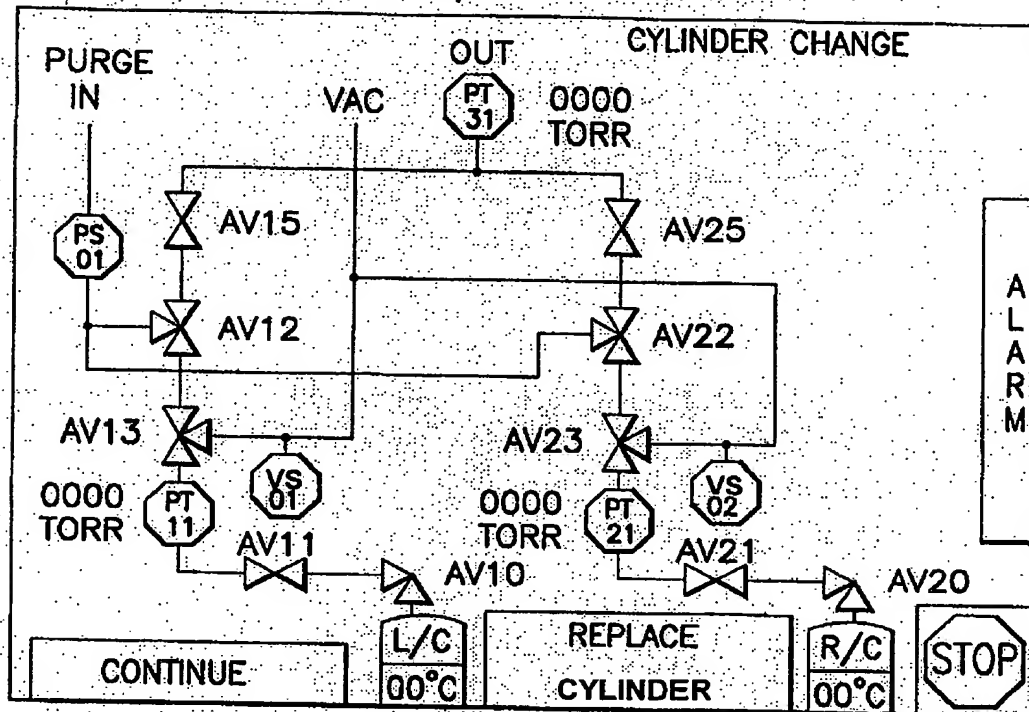 CYLINDER CHANGE
PURGE
IN
VAC
OUT
PT
31
0000
TORR
PS
01
AV15
AV25
AV12
AV22
AV13
AV23
VS
01
VS
02
0000
TORR
PT
11
0000
TORR
PT
21
AV11
AV10
AV21
AV20
A
L
A
R
M
CONTINUE
L/C
00°C
REPLACE
CYLINDER
R/C
00°C
STOP